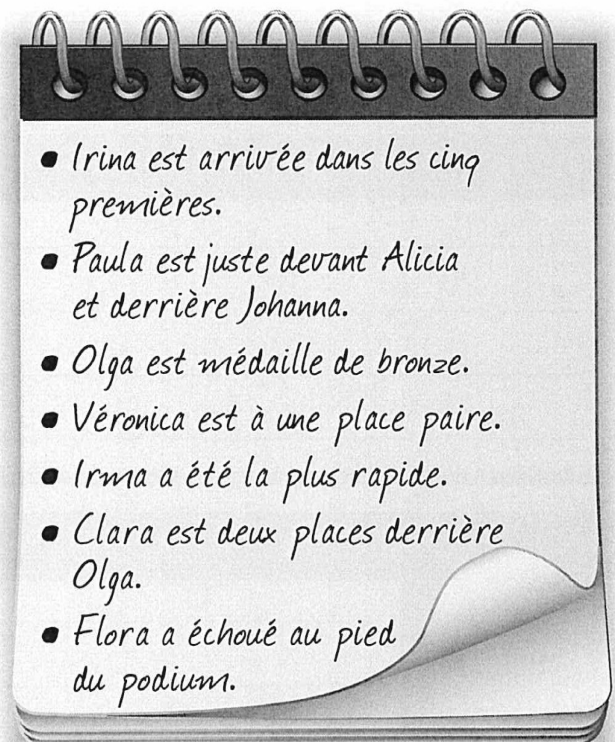 • Irina est arrivée dans les cinq
premières.
• Paula est juste devant Alicia
et derrière Johanna.
• Olga est médaille de bronze.
• Véronica est à une place paire.
• Irma a été la plus rapide.
• Clara est deux places derrière
Olga.
• Flora a échoué au pied
du podium.